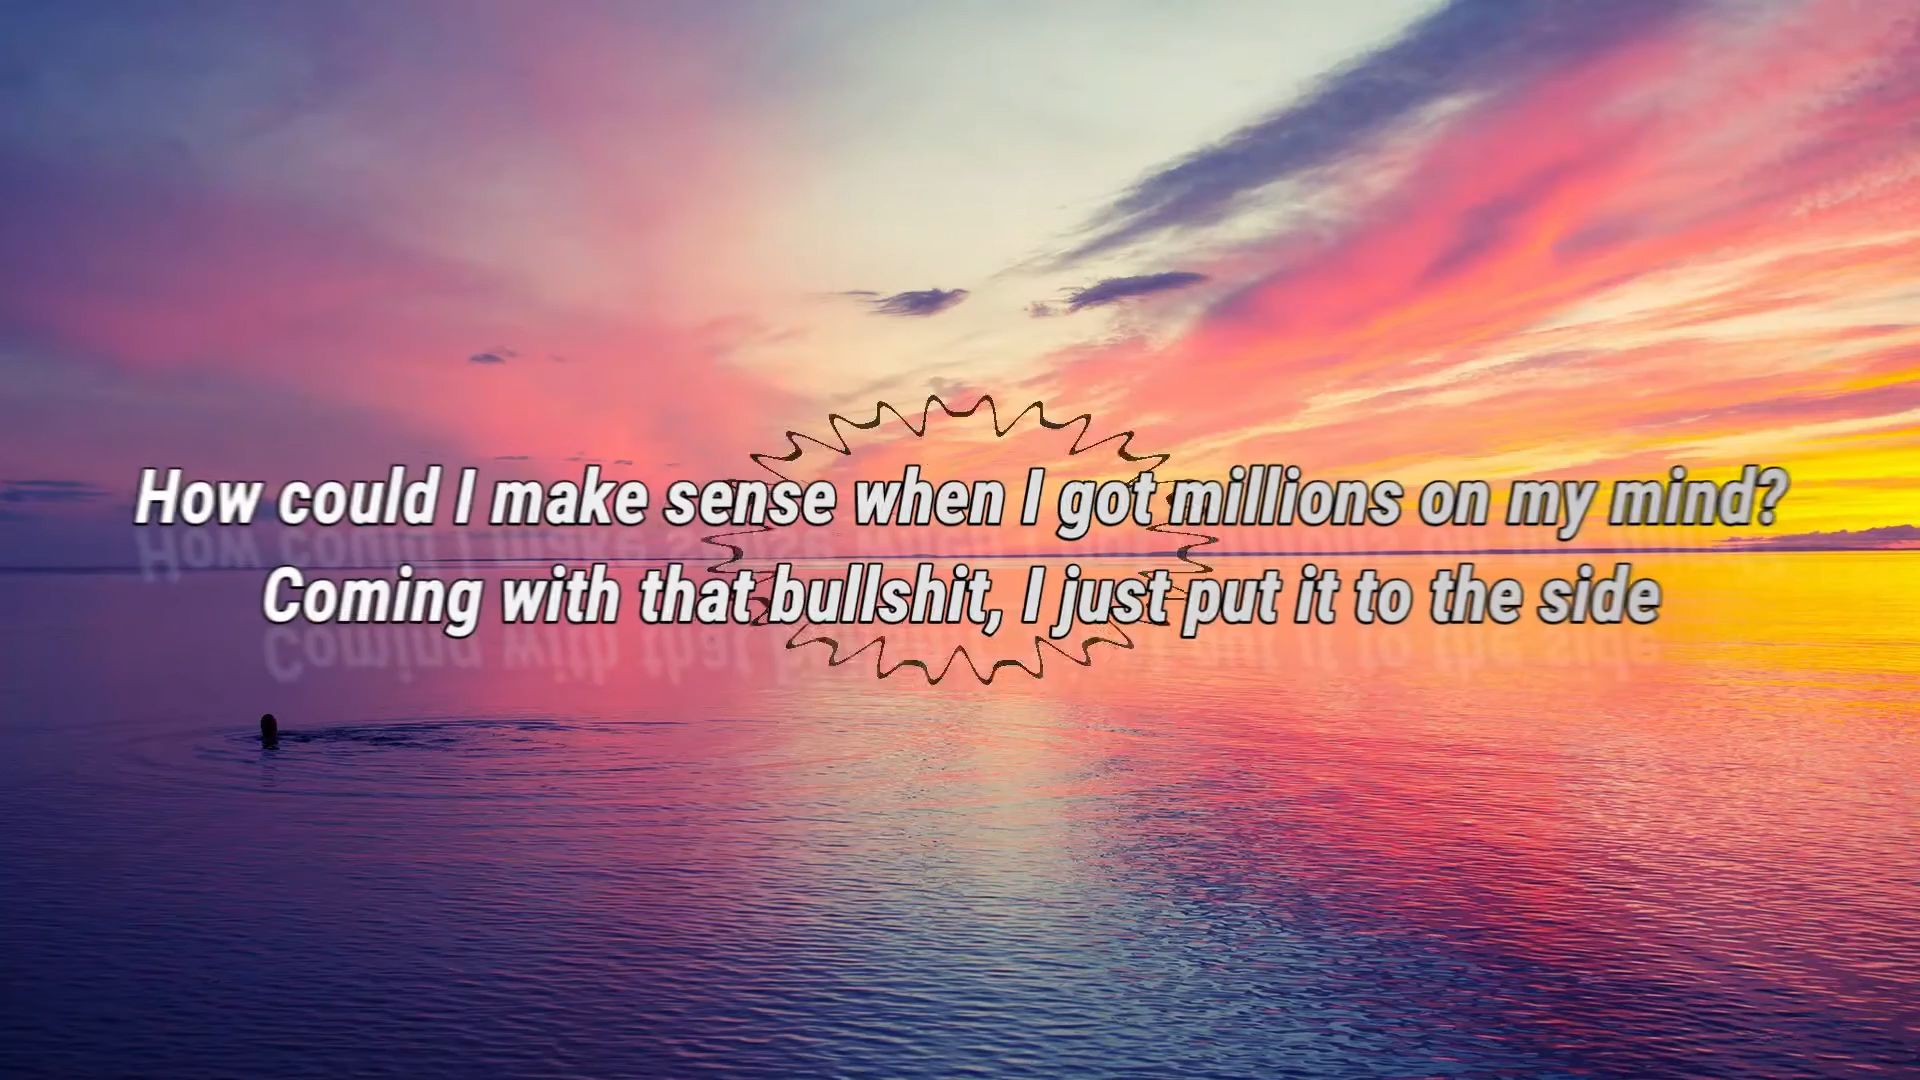 How could I make sense when I got millions on my mind?
Coming with that bullshit, I just put it to the side